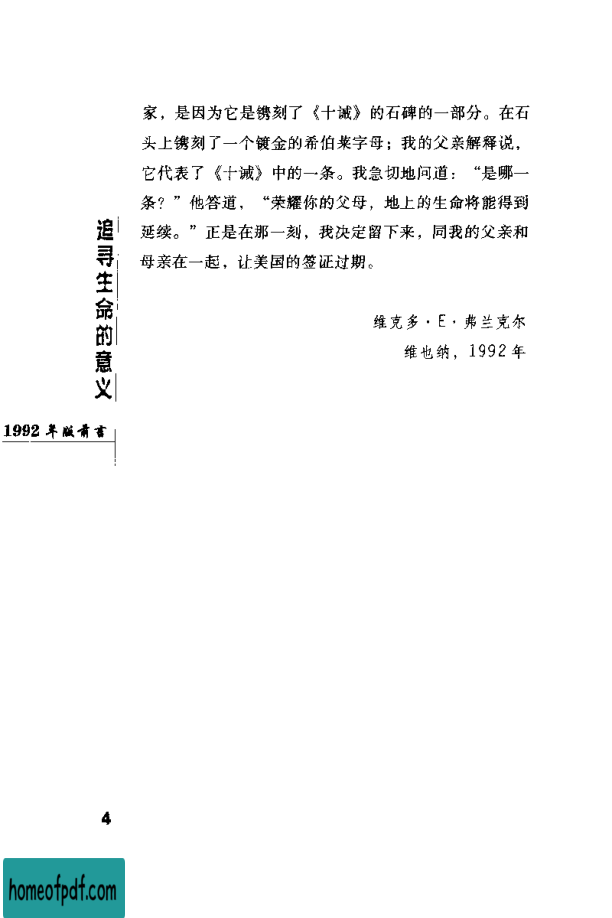 家，是因为它是镌刻了《十诫》的石碑的一部分。在石
头上镌刻了一个镀金的希伯莱字母；我的父亲解释说，
它代表了《十诫》中的一条。我急切地问道：“是哪一
条？”他答道，“荣耀你的父母，地上的生命将能得到
延续。”正是在那一刻，我决定留下来，同我的父亲和
母亲在一起，让美国的签证过期。
维克多·E·弗兰克尔
维也纳，1992年
追寻生命的意义
1992年版前言
4
homeofpdf.com